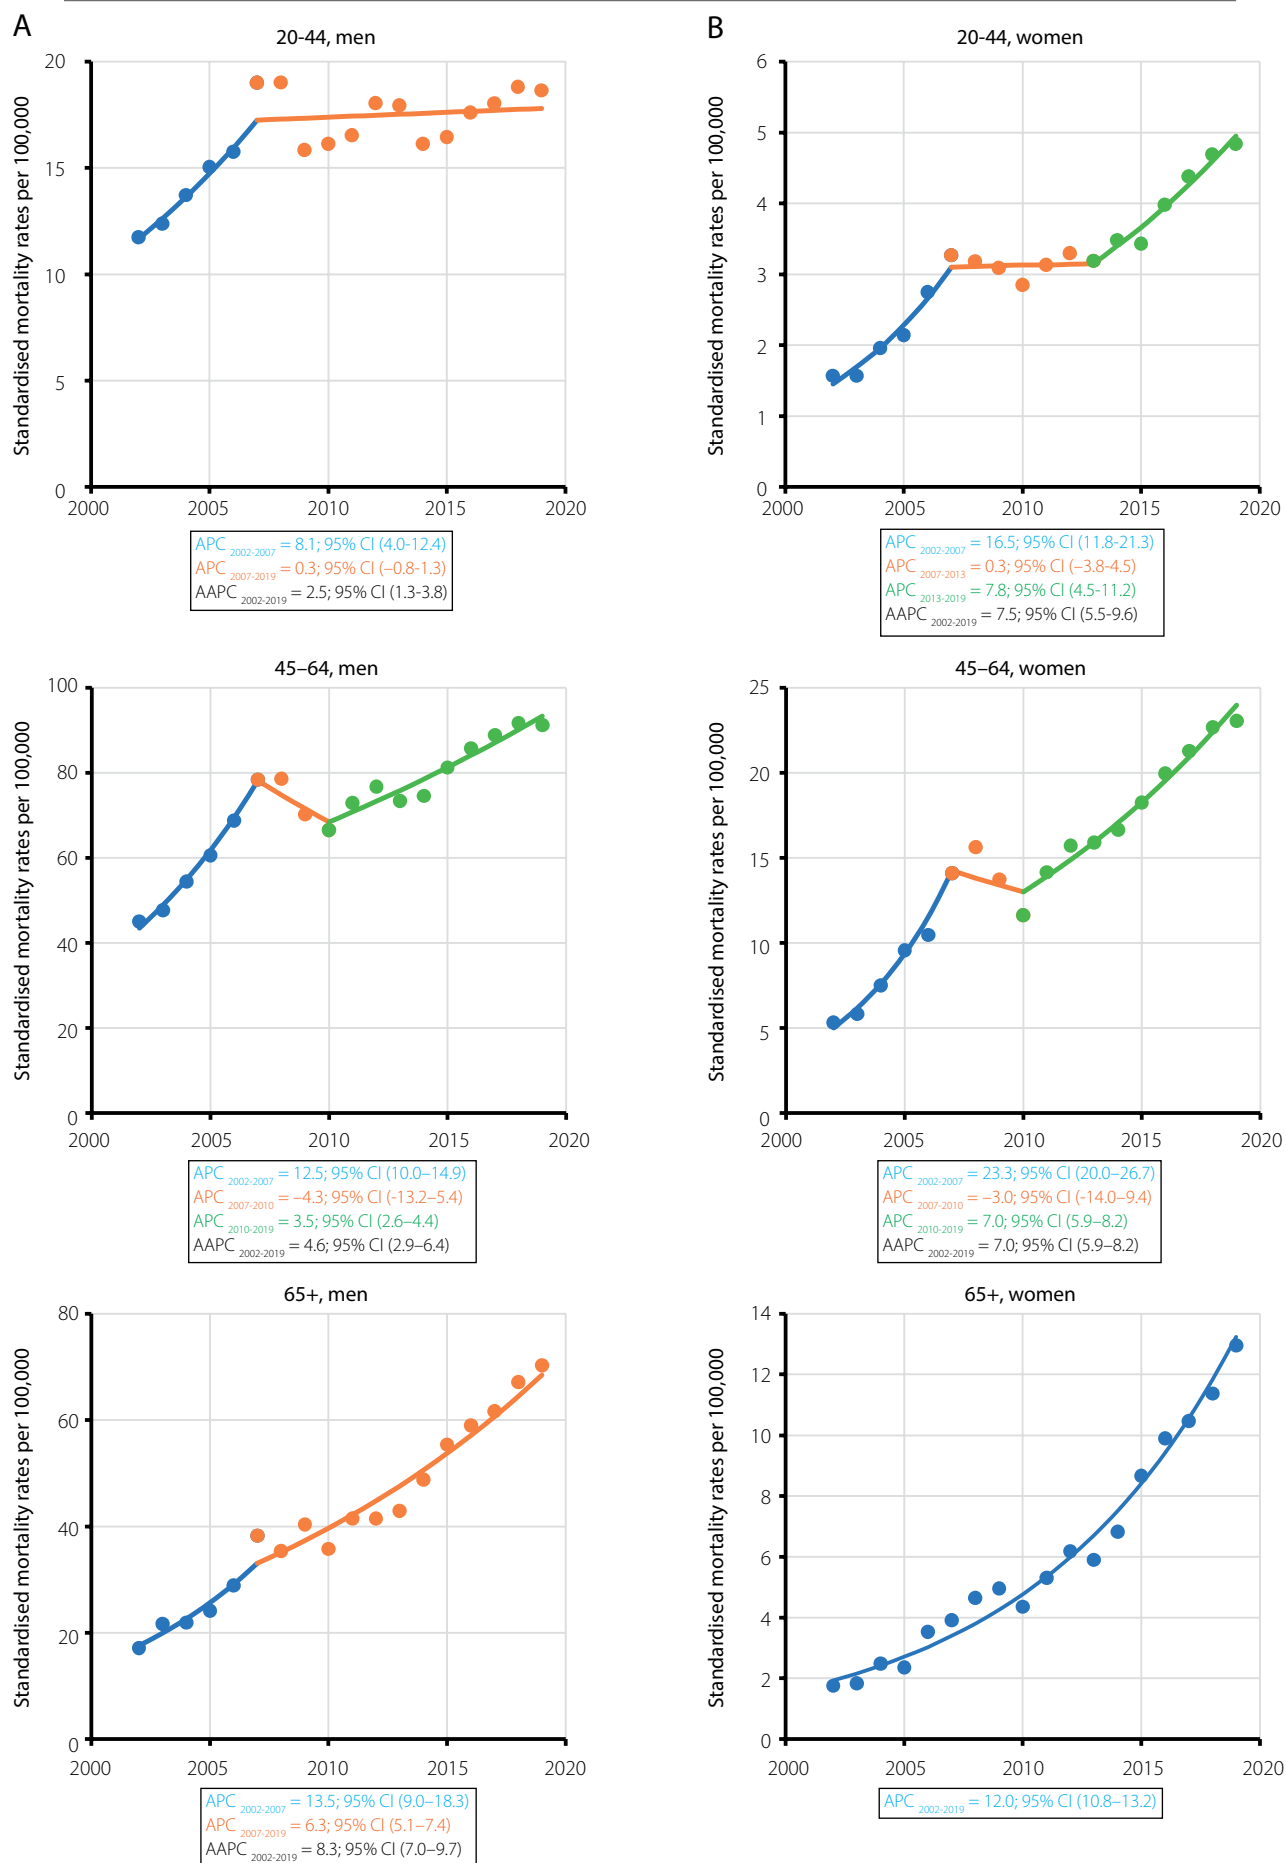 A
20-44, men
Standardised mortality rates per 100,000
20
15
10
5
0
2000 2005 2010 2015 2020
APC 2002-2007 = 8.1; 95% CI (4.0-12.4)
APC 2007-2019 = 0.3; 95% CI (–0.8-1.3)
AAPC 2002-2019 = 2.5; 95% CI (1.3-3.8)
B
20-44, women
Standardised mortality rates per 100,000
6
5
4
3
2
1
0
2000 2005 2010 2015 2020
APC 2002-2007 = 16.5; 95% CI (11.8-21.3)
APC 2007-2013 = 0.3; 95% CI (–3.8-4.5)
APC 2013-2019 = 7.8; 95% CI (4.5-11.2)
AAPC 2002-2019 = 7.5; 95% CI (5.5-9.6)
45–64, men
Standardised mortality rates per 100,000
100
80
60
40
20
0
2000 2005 2010 2015 2020
APC 2002-2007 = 12.5; 95% CI (10.0–14.9)
APC 2007-2010 = –4.3; 95% CI (-13.2–5.4)
APC 2010-2019 = 3.5; 95% CI (2.6–4.4)
AAPC 2002-2019 = 4.6; 95% CI (2.9–6.4)
45–64, women
Standardised mortality rates per 100,000
25
20
15
10
5
0
2000 2005 2010 2015 2020
APC 2002-2007 = 23.3; 95% CI (20.0–26.7)
APC 2007-2010 = –3.0; 95% CI (-14.0–9.4)
APC 2010-2019 = 7.0; 95% CI (5.9–8.2)
AAPC 2002-2019 = 7.0; 95% CI (5.9–8.2)
65+, men
Standardised mortality rates per 100,000
80
60
40
20
0
2000 2005 2010 2015 2020
APC 2002-2007 = 13.5; 95% CI (9.0–18.3)
APC 2007-2019 = 6.3; 95% CI (5.1–7.4)
AAPC 2002-2019 = 8.3; 95% CI (7.0–9.7)
65+, women
Standardised mortality rates per 100,000
14
12
10
8
6
4
2
0
2000 2005 2010 2015 2020
APC 2002-2019 = 12.0; 95% CI (10.8–13.2)